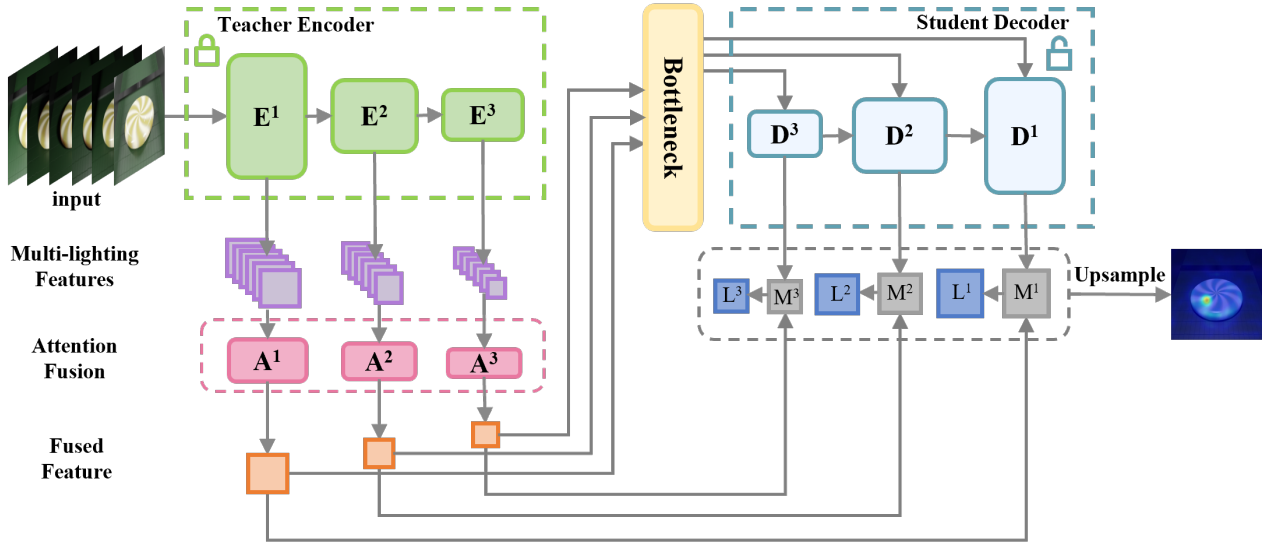 Teacher Encoder
Student Decoder
E¹
E²
E³
Bottleneck
D³
D²
D¹
input
Multi-lighting
Features
L³
M³
L²
M²
L¹
M¹
Upsample
Attention
Fusion
A¹
A²
A³
Fused
Feature